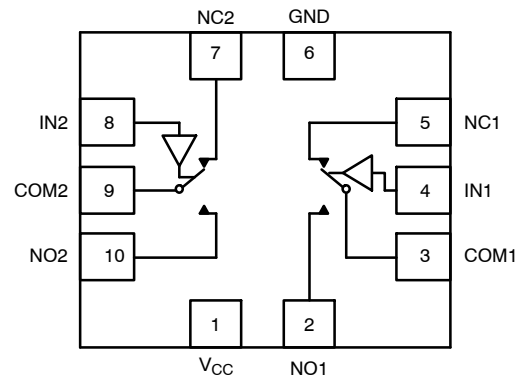 NC2 GND
7 6
IN2 8 5 NC1
COM2 9 4 IN1
NO2 10 3 COM1
1 2
VCC NO1